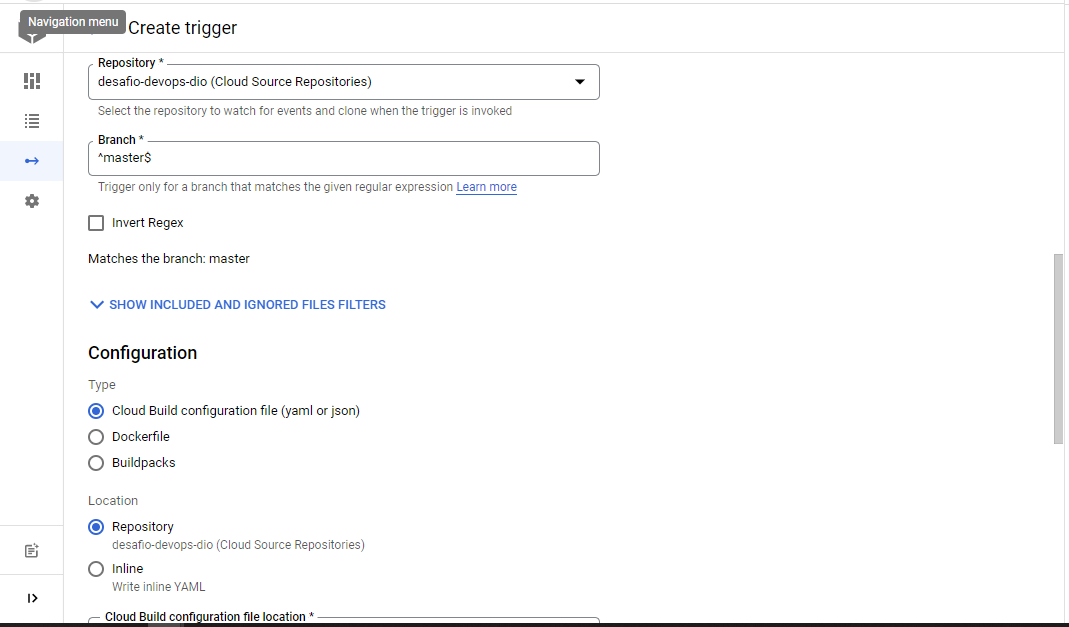 Navigation menu
Create trigger
Repository *
desafio-devops-dio (Cloud Source Repositories)
Select the repository to watch for events and clone when the trigger is invoked
Branch *
^master$
Trigger only for a branch that matches the given regular expression Learn more
Invert Regex
Matches the branch: master
SHOW INCLUDED AND IGNORED FILES FILTERS
Configuration
Type
Cloud Build configuration file (yaml or json)
Dockerfile
Buildpacks
Location
Repository
desafio-devops-dio (Cloud Source Repositories)
Inline
Write inline YAML
Cloud Build configuration file location *